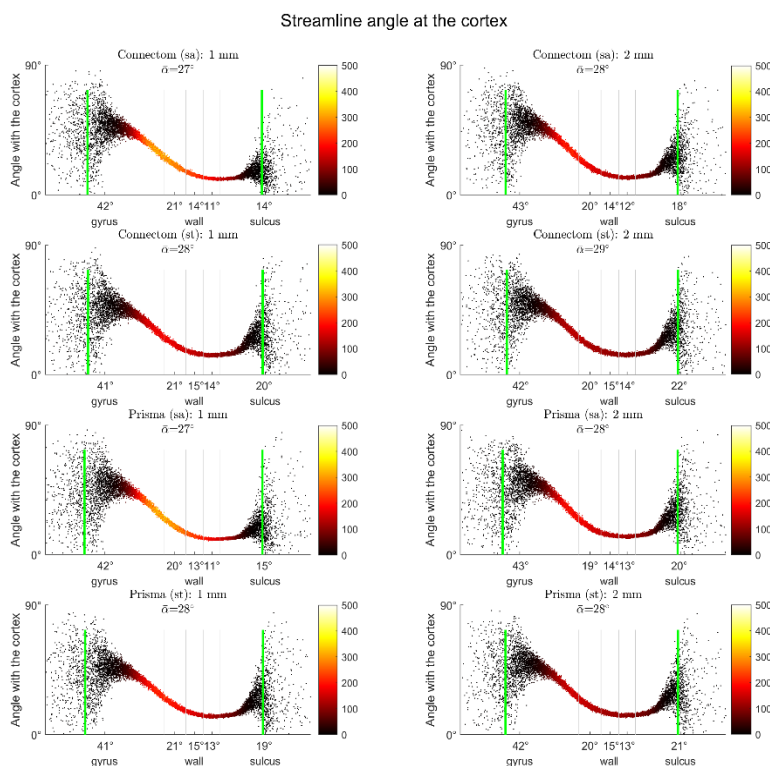 Streamline angle at the cortex
Connectom (sa): 1 mm
ᾱ=27°
90°
Angle with the cortex
0°
42° 21° 14° 11° 14°
gyrus wall sulcus
500
400
300
200
100
0
Connectom (sa): 2 mm
ᾱ=28°
90°
Angle with the cortex
0°
43° 20° 14° 12° 18°
gyrus wall sulcus
500
400
300
200
100
0
Connectom (st): 1 mm
ᾱ=28°
90°
Angle with the cortex
0°
41° 21° 15° 14° 20°
gyrus wall sulcus
500
400
300
200
100
0
Connectom (st): 2 mm
ᾱ=29°
90°
Angle with the cortex
0°
42° 20° 15° 14° 22°
gyrus wall sulcus
500
400
300
200
100
0
Prisma (sa): 1 mm
ᾱ=27°
90°
Angle with the cortex
0°
42° 20° 13° 11° 15°
gyrus wall sulcus
500
400
300
200
100
0
Prisma (sa): 2 mm
ᾱ=28°
90°
Angle with the cortex
0°
43° 19° 14° 13° 20°
gyrus wall sulcus
500
400
300
200
100
0
Prisma (st): 1 mm
ᾱ=28°
90°
Angle with the cortex
0°
41° 21° 15° 13° 19°
gyrus wall sulcus
500
400
300
200
100
0
Prisma (st): 2 mm
ᾱ=28°
90°
Angle with the cortex
0°
42° 20° 15° 13° 21°
gyrus wall sulcus
500
400
300
200
100
0